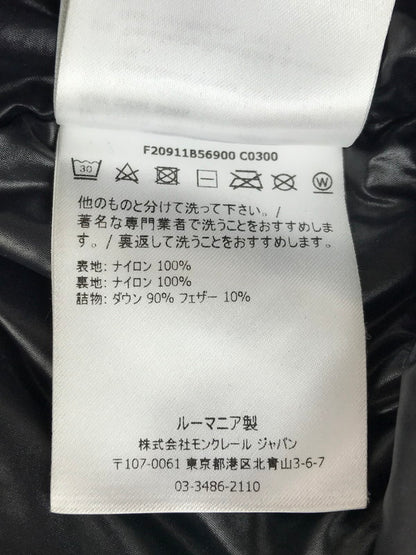 F20911B56900 C0300
30
W
他のものと分けて洗って下さい。/
著名な専門業者で洗うことをおすすめしま
す。/ 裏返して洗うことをおすすめします。
表地: ナイロン 100%
裏地: ナイロン 100%
詰物: ダウン 90% フェザー 10%
ルーマニア製
株式会社モンクレール ジャパン
〒107-0061 東京都港区北青山3-6-7
03-3486-2110